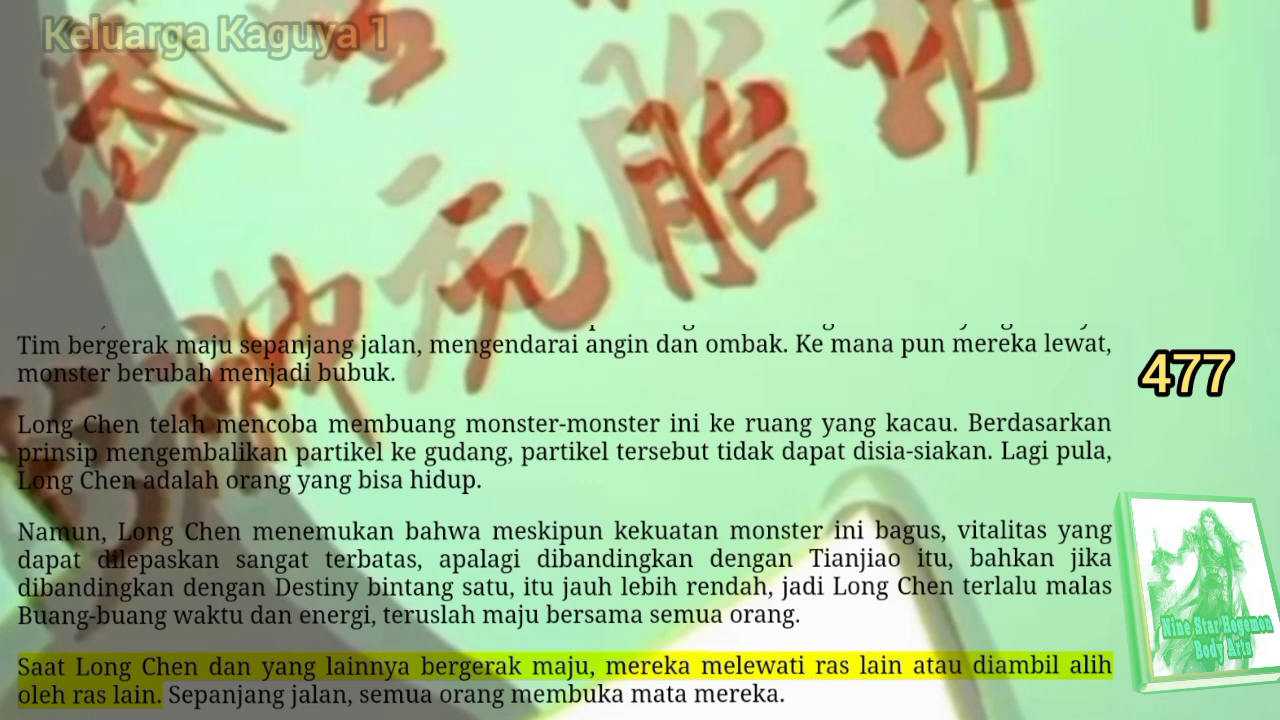 Keluarga Kaguya 1
胎
元
Tim bergerak maju sepanjang jalan, mengendarai angin dan ombak. Ke mana pun mereka lewat,
monster berubah menjadi bubuk.
477
Long Chen telah mencoba membuang monster-monster ini ke ruang yang kacau. Berdasarkan
prinsip mengembalikan partikel ke gudang, partikel tersebut tidak dapat disia-siakan. Lagi pula,
Long Chen adalah orang yang bisa hidup.
Namun, Long Chen menemukan bahwa meskipun kekuatan monster ini bagus, vitalitas yang
dapat dilepaskan sangat terbatas, apalagi dibandingkan dengan Tianjiao itu, bahkan jika
dibandingkan dengan Destiny bintang satu, itu jauh lebih rendah, jadi Long Chen terlalu malas
Buang-buang waktu dan energi, teruslah maju bersama semua orang.
Nine Star Hegemon
Body Arts
Saat Long Chen dan yang lainnya bergerak maju, mereka melewati ras lain atau diambil alih
oleh ras lain. Sepanjang jalan, semua orang membuka mata mereka.